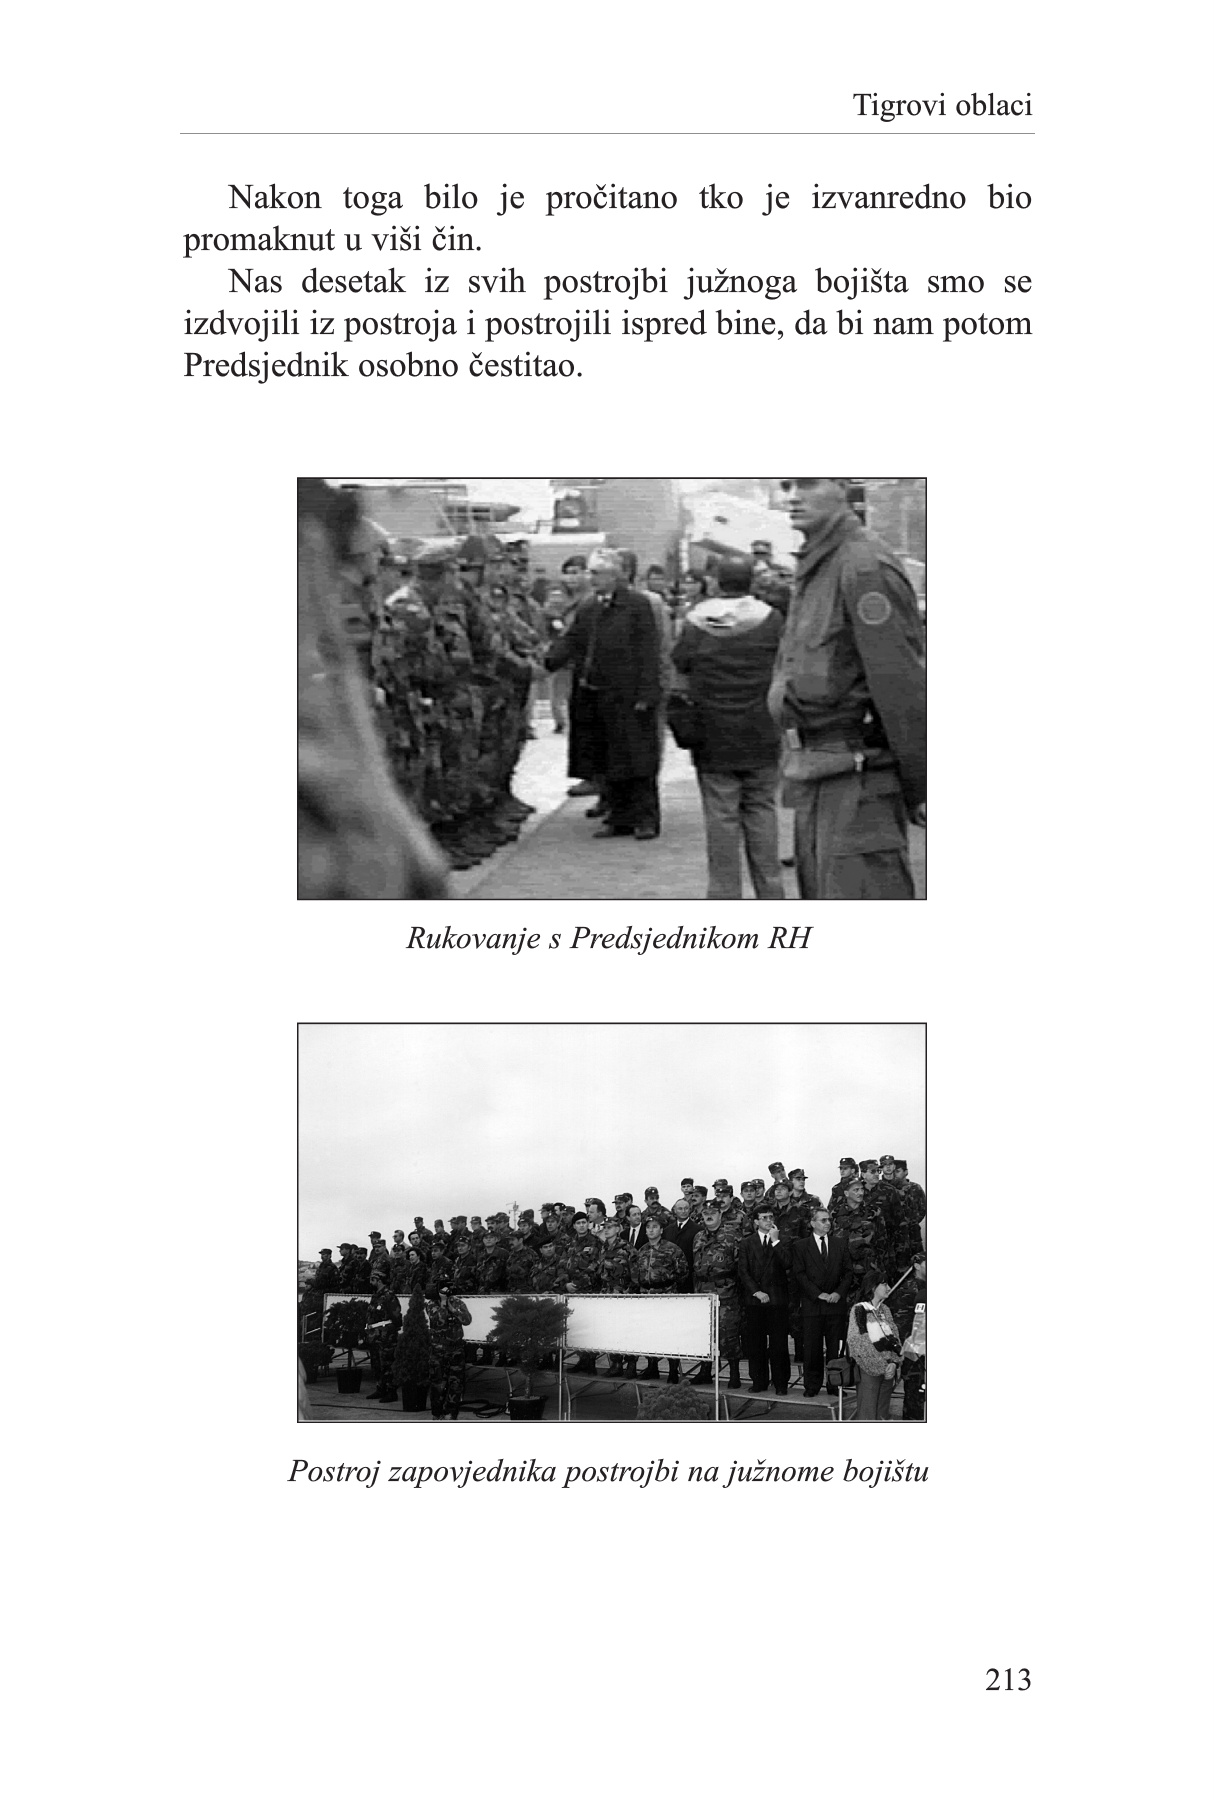 Tigrovi oblaci
Nakon toga bilo je pročitano tko je izvanredno bio
promaknut u viši čin.
Nas desetak iz svih postrojbi južnoga bojišta smo se
izdvojili iz postroja i postrojili ispred bine, da bi nam potom
Predsjednik osobno čestitao.
Rukovanje s Predsjednikom RH
Postroj zapovjednika postrojbi na južnome bojištu
213